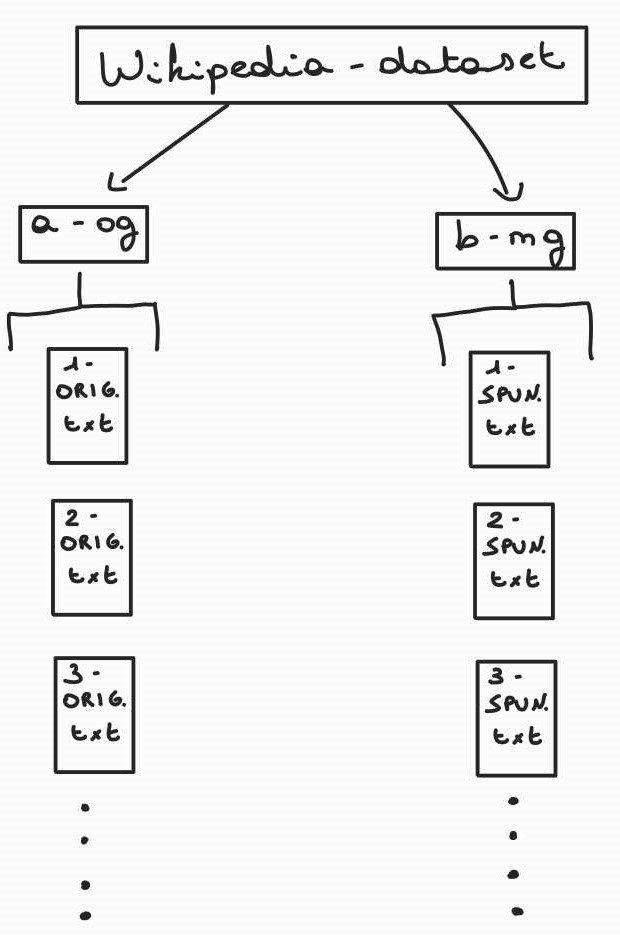 Wikipedia - dataset
a - og
b - mg
1 -
ORIG.
txt
2 -
ORIG.
txt
3 -
ORIG.
txt
1 -
SPUN.
txt
2 -
SPUN.
txt
3 -
SPUN.
txt